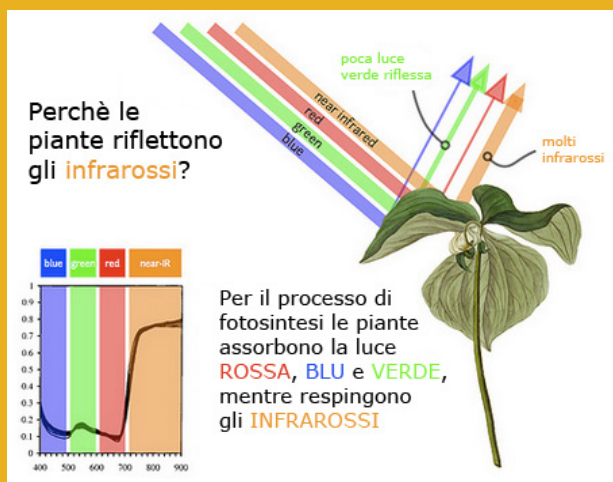 poca luce
verde riflessa
near infrared
red
green
blue
Perchè le
piante riflettono
gli infrarossi?
molti
infrarossi
blue green red near-IR
1
0.9
0.8
0.7
0.6
0.5
0.4
0.3
0.2
0.1
0
400 500 600 700 800 900
Per il processo di
fotosintesi le piante
assorbono la luce
ROSSA, BLU e VERDE,
mentre respingono
gli INFRAROSSI